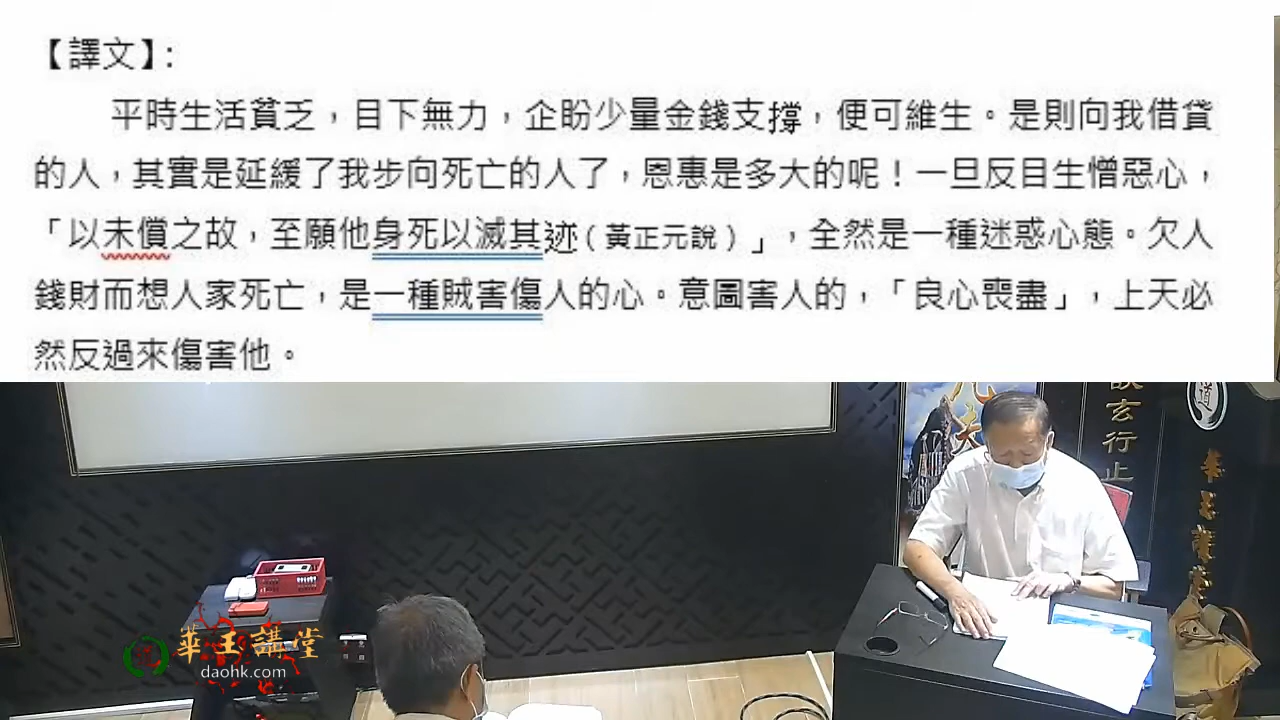 【譯文】:
平時生活貧乏，目下無力，企盼少量金錢支撐，便可維生。是則向我借貸
的人，其實是延緩了我步向死亡的人了，恩惠是多大的呢！一旦反目生憎惡心，
「以未償之故，至願他身死以滅其迹（黃正元說）」，全然是一種迷惑心態。欠人
錢財而想人家死亡，是一種賊害傷人的心。意圖害人的，「良心喪盡」，上天必
然反過來傷害他。
玄行止
道
華王講堂
daohk.com